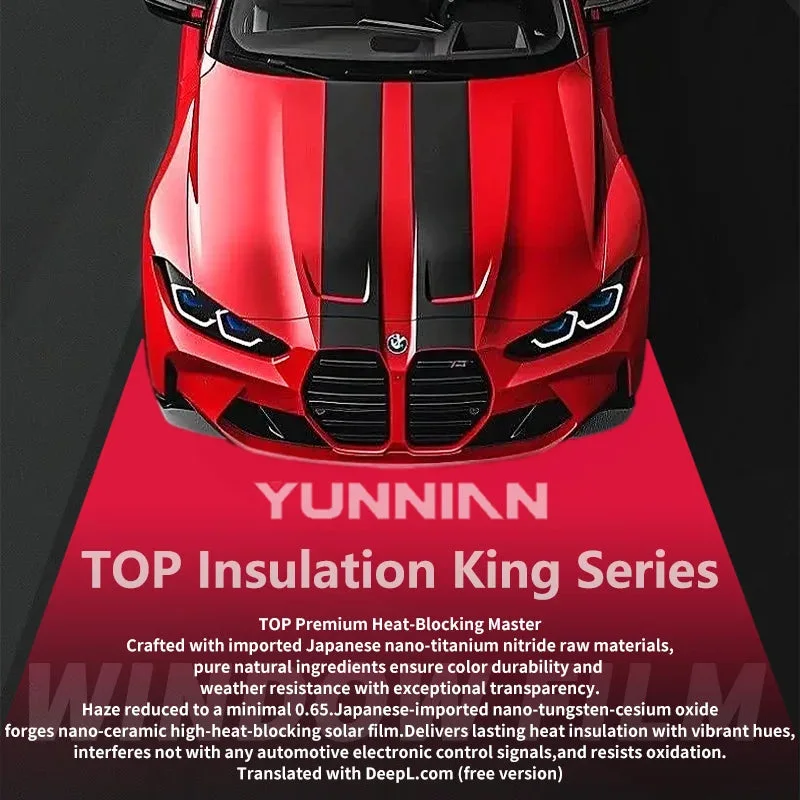 YUNNIAN
TOP Insulation King Series
TOP Premium Heat-Blocking Master
Crafted with imported Japanese nano-titanium nitride raw materials,
pure natural ingredients ensure color durability and
weather resistance with exceptional transparency.
WINDOW FILM
Haze reduced to a minimal 0.65.Japanese-imported nano-tungsten-cesium oxide
forges nano-ceramic high-heat-blocking solar film.Delivers lasting heat insulation with vibrant hues,
interferes not with any automotive electronic control signals,and resists oxidation.
Translated with DeepL.com (free version)